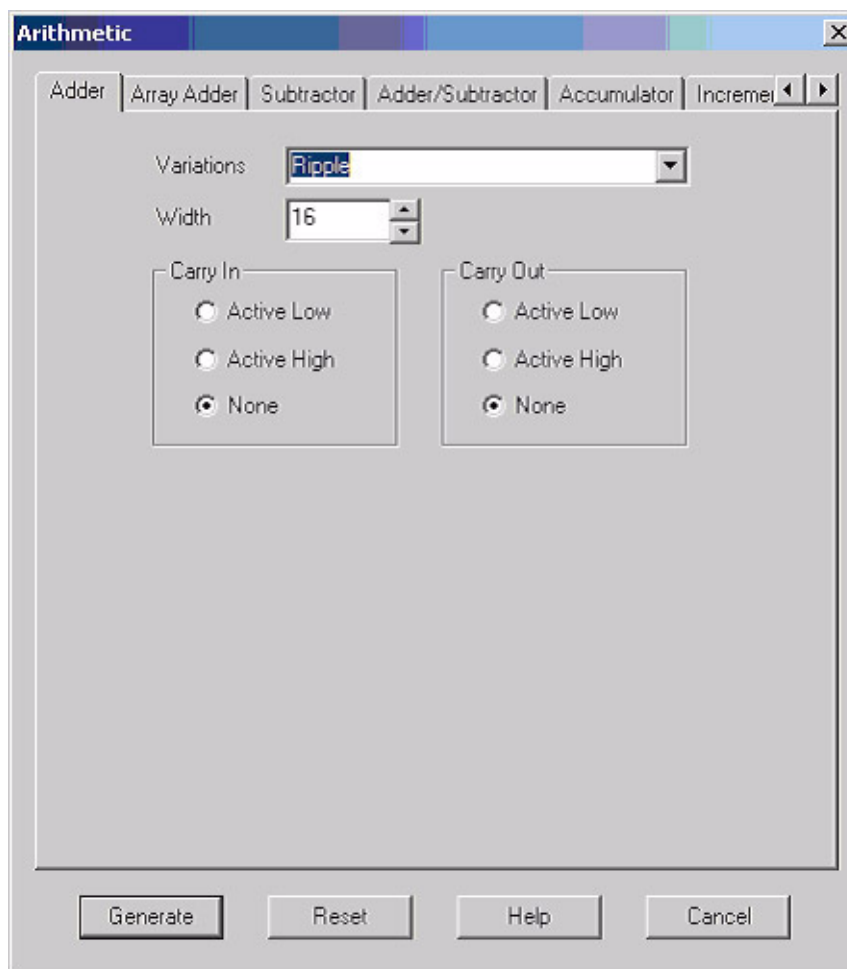 Arithmetic
Adder Array Adder Subtractor Adder/Subtractor Accumulator
Variations Ripple
Width 16
Carry In Carry Out
Active Low Active Low
Active High Active High
None None
Generate Reset Help Cancel